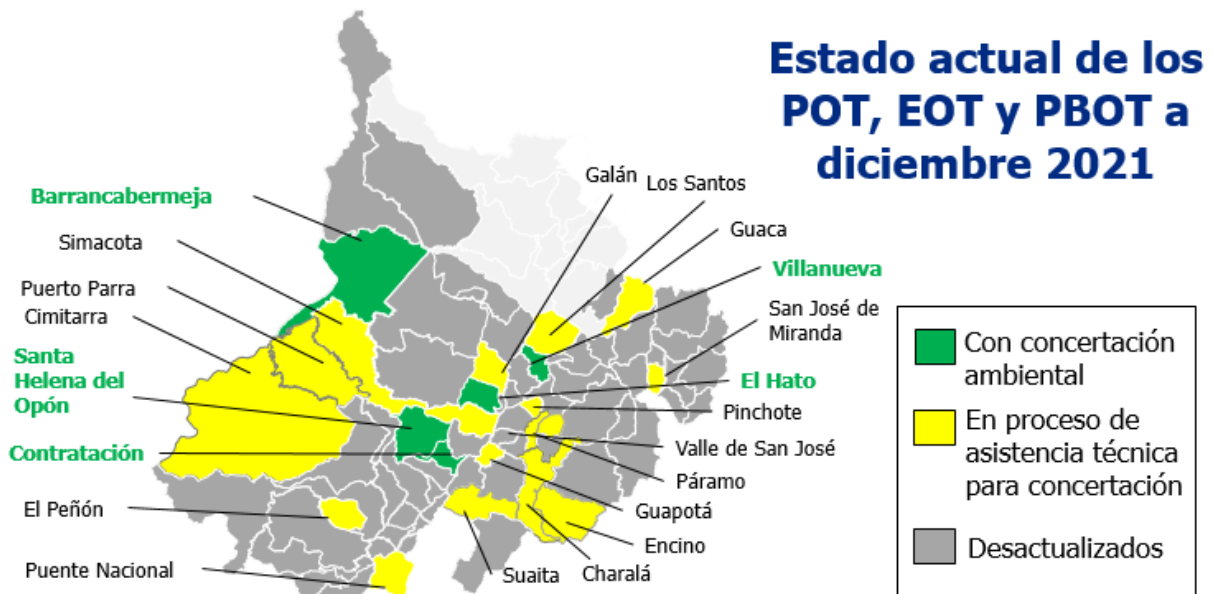 Estado actual de los
POT, EOT y PBOT a
diciembre 2021
Barrancabermeja
Simacota
Puerto Parra
Cimitarra
Santa
Helena del
Opón
Contratación
El Peñón
Puente Nacional
Galán
Los Santos
Guaca
Villanueva
San José de
Miranda
El Hato
Pinchote
Valle de San José
Páramo
Guapotá
Encino
Charalá
Suaita
Con concertación
ambiental
En proceso de
asistencia técnica
para concertación
Desactualizados